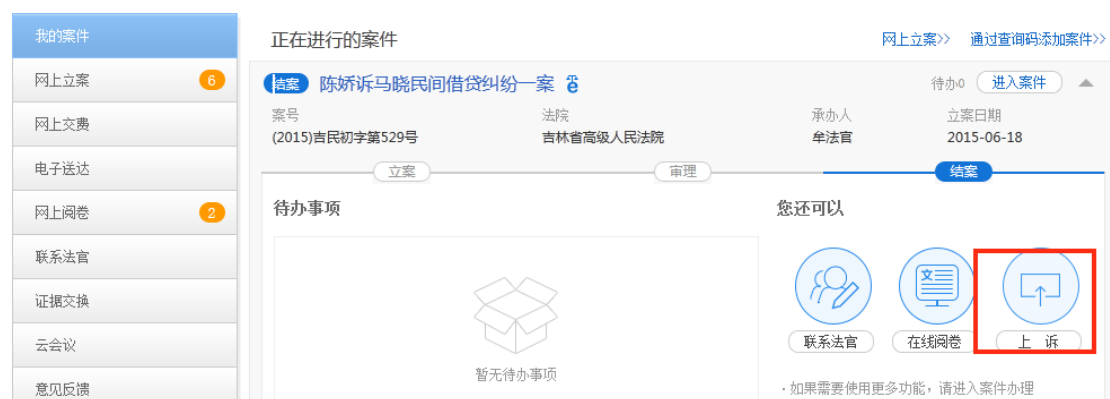 我的案件
网上立案 6
网上交费
电子送达
网上阅卷 2
联系法官
证据交换
云会议
意见反馈
正在进行的案件 网上立案>> 通过查询码添加案件>>
结案 陈娇诉马晓民间借贷纠纷一案 待办0 进入案件
案号 法院 承办人 立案日期
(2015)吉民初字第529号 吉林省高级人民法院 牟法官 2015-06-18
立案 审理 结案
待办事项 您还可以
暂无待办事项
联系法官 在线阅卷 上 诉
·如果需要使用更多功能，请进入案件办理